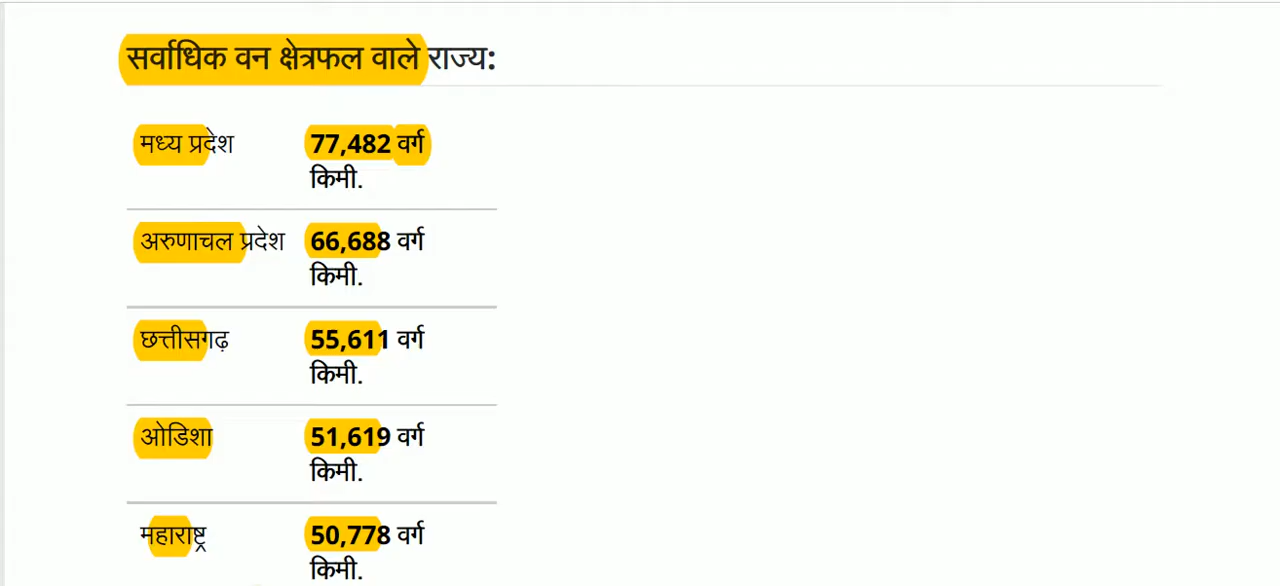 सर्वाधिक वन क्षेत्रफल वाले राज्य:
मध्य प्रदेश 77,482 वर्ग
किमी.
अरुणाचल प्रदेश 66,688 वर्ग
किमी.
छत्तीसगढ़ 55,611 वर्ग
किमी.
ओडिशा 51,619 वर्ग
किमी.
महाराष्ट्र 50,778 वर्ग
किमी.